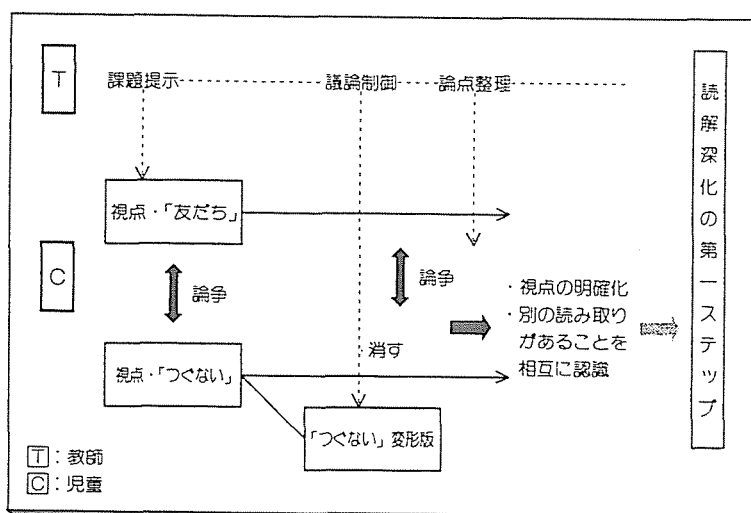 T
課題提示
議論制御
論点整理
視点・「友だち」
C
論争
論争
・視点の明確化
・別の読み取り
があることを
相互に認識
消す
視点・「つぐない」
「つぐない」変形版
T：教師
C：児童
読解深化の第一ステップ